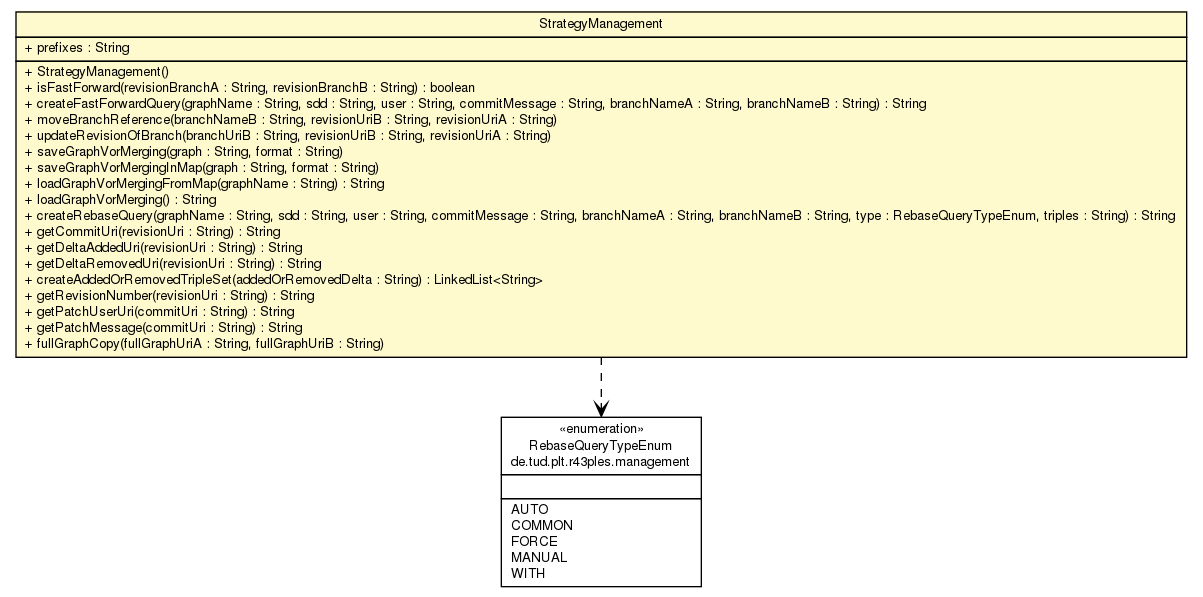 StrategyManagement
+ prefixes : String
+ StrategyManagement()
+ isFastForward(revisionBranchA : String, revisionBranchB : String) : boolean
+ createFastForwardQuery(graphName : String, sdd : String, user : String, commitMessage : String, branchNameA : String, branchNameB : String) : String
+ moveBranchReference(branchNameB : String, revisionUriB : String, revisionUriA : String)
+ updateRevisionOfBranch(branchUriB : String, revisionUriB : String, revisionUriA : String)
+ saveGraphVorMerging(graph : String, format : String)
+ saveGraphVorMergingInMap(graph : String, format : String)
+ loadGraphVorMergingFromMap(graphName : String) : String
+ loadGraphVorMerging() : String
+ createRebaseQuery(graphName : String, sdd : String, user : String, commitMessage : String, branchNameA : String, branchNameB : String, type : RebaseQueryTypeEnum, triples : String) : String
+ getCommitUri(revisionUri : String) : String
+ getDeltaAddedUri(revisionUri : String) : String
+ getDeltaRemovedUri(revisionUri : String) : String
+ createAddedOrRemovedTripleSet(addedOrRemovedDelta : String) : LinkedList<String>
+ getRevisionNumber(revisionUri : String) : String
+ getPatchUserUri(commitUri : String) : String
+ getPatchMessage(commitUri : String) : String
+ fullGraphCopy(fullGraphUriA : String, fullGraphUriB : String)
«enumeration»
RebaseQueryTypeEnum
de.tud.plt.r43ples.management
AUTO
COMMON
FORCE
MANUAL
WITH